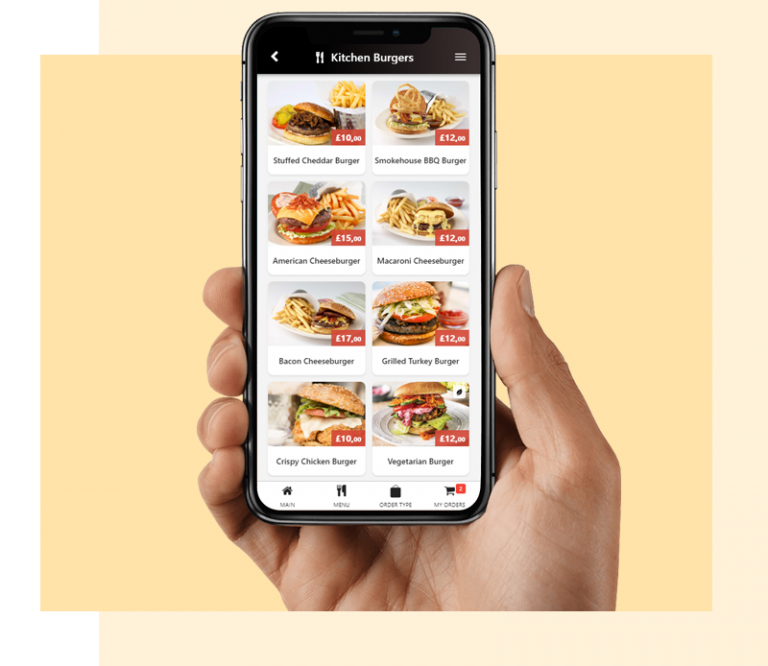 Kitchen Burgers
£10,00
£12,00
Stuffed Cheddar Burger
Smokehouse BBQ Burger
£15,00
£12,00
American Cheeseburger
Macaroni Cheeseburger
£17,00
£12,00
Bacon Cheeseburger
Grilled Turkey Burger
£10,00
£12,00
Crispy Chicken Burger
Vegetarian Burger
2
MAIN
MENU
ORDER TYPE
MY ORDERS